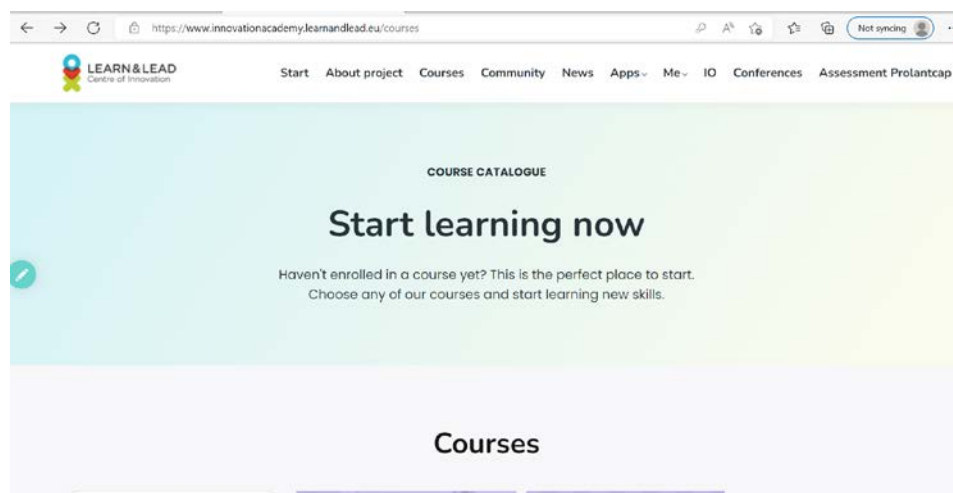 https://www.innovationacademy.learnandlead.eu/courses
Not syncing
LEARN&LEAD
Centre of Innovation
Start About project Courses Community News Apps Me IO Conferences Assessment Prolantcap
COURSE CATALOGUE
Start learning now
Haven't enrolled in a course yet? This is the perfect place to start.
Choose any of our courses and start learning new skills.
Courses